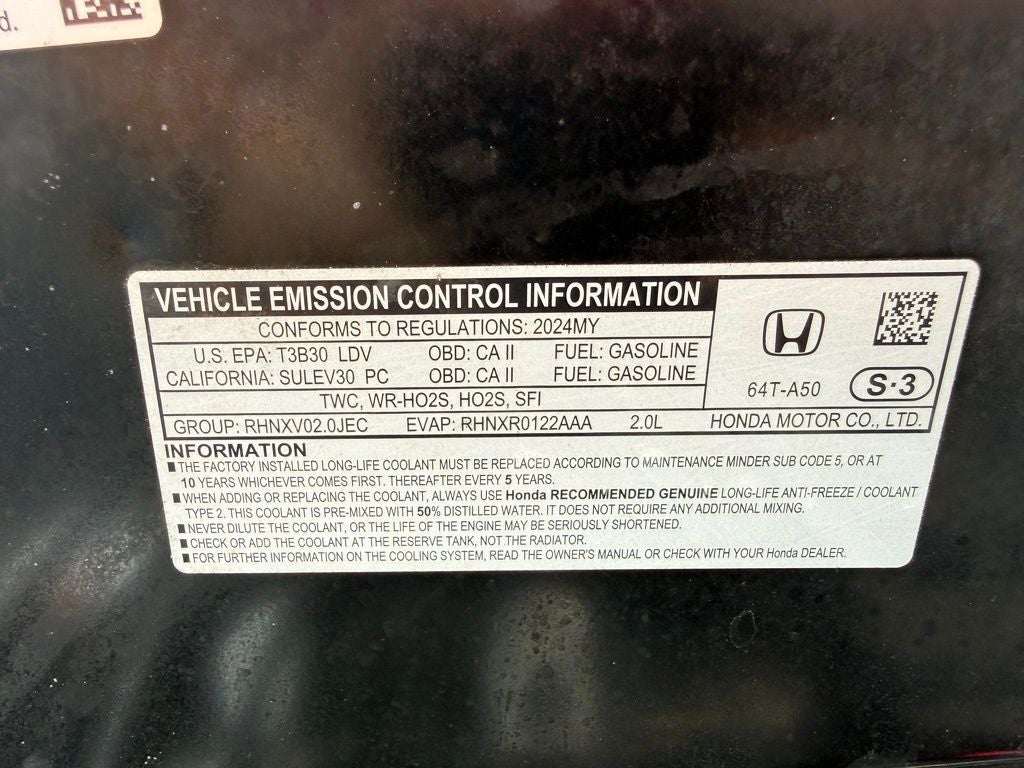 d.
VEHICLE EMISSION CONTROL INFORMATION
CONFORMS TO REGULATIONS: 2024MY
U.S. EPA: T3B30 LDV OBD: CA II FUEL: GASOLINE
CALIFORNIA: SULEV30 PC OBD: CA II FUEL: GASOLINE
64T-A50 S·3
TWC, WR-HO2S, HO2S, SFI
GROUP: RHNXV02.0JEC EVAP: RHNXR0122AAA 2.0L HONDA MOTOR CO., LTD.
INFORMATION
■ THE FACTORY INSTALLED LONG-LIFE COOLANT MUST BE REPLACED ACCORDING TO MAINTENANCE MINDER SUB CODE 5, OR AT
10 YEARS WHICHEVER COMES FIRST. THEREAFTER EVERY 5 YEARS.
■ WHEN ADDING OR REPLACING THE COOLANT, ALWAYS USE Honda RECOMMENDED GENUINE LONG-LIFE ANTI-FREEZE / COOLANT
TYPE 2. THIS COOLANT IS PRE-MIXED WITH 50% DISTILLED WATER. IT DOES NOT REQUIRE ANY ADDITIONAL MIXING.
■ NEVER DILUTE THE COOLANT, OR THE LIFE OF THE ENGINE MAY BE SERIOUSLY SHORTENED.
■ CHECK OR ADD THE COOLANT AT THE RESERVE TANK, NOT THE RADIATOR.
■ FOR FURTHER INFORMATION ON THE COOLING SYSTEM, READ THE OWNER'S MANUAL OR CHECK WITH YOUR Honda DEALER.